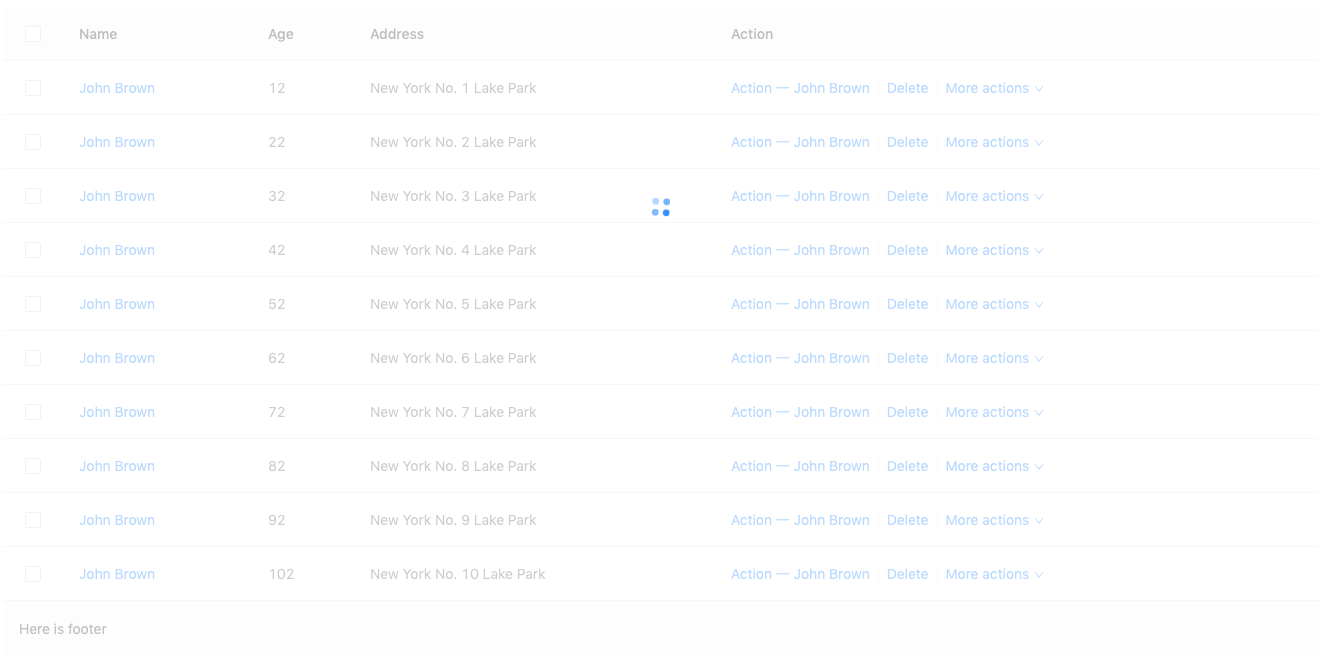 Name Age Address Action
John Brown 12 New York No. 1 Lake Park Action — John Brown Delete More actions
John Brown 22 New York No. 2 Lake Park Action — John Brown Delete More actions
John Brown 32 New York No. 3 Lake Park Action — John Brown Delete More actions
John Brown 42 New York No. 4 Lake Park Action — John Brown Delete More actions
John Brown 52 New York No. 5 Lake Park Action — John Brown Delete More actions
John Brown 62 New York No. 6 Lake Park Action — John Brown Delete More actions
John Brown 72 New York No. 7 Lake Park Action — John Brown Delete More actions
John Brown 82 New York No. 8 Lake Park Action — John Brown Delete More actions
John Brown 92 New York No. 9 Lake Park Action — John Brown Delete More actions
John Brown 102 New York No. 10 Lake Park Action — John Brown Delete More actions
Here is footer